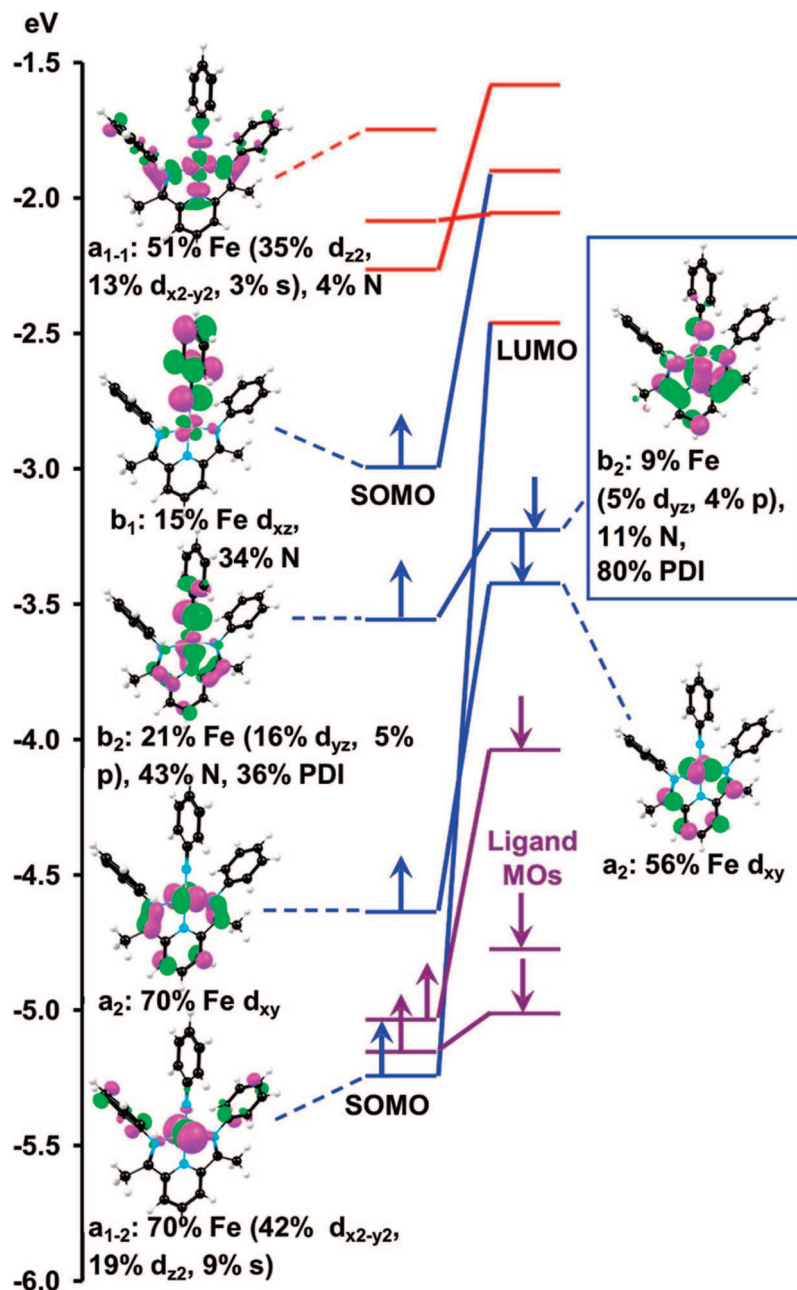 eV
-1.5
-2.0
-2.5
-3.0
-3.5
-4.0
-4.5
-5.0
-5.5
-6.0
a1-1: 51% Fe (35% dz2,
13% dx2-y2, 3% s), 4% N
b1: 15% Fe dxz,
34% N
b2: 21% Fe (16% dyz, 5%
p), 43% N, 36% PDI
a2: 70% Fe dxy
a1-2: 70% Fe (42% dx2-y2,
19% dz2, 9% s)
SOMO
SOMO
LUMO
Ligand
MOs
b2: 9% Fe
(5% dyz, 4% p),
11% N,
80% PDI
a2: 56% Fe dxy